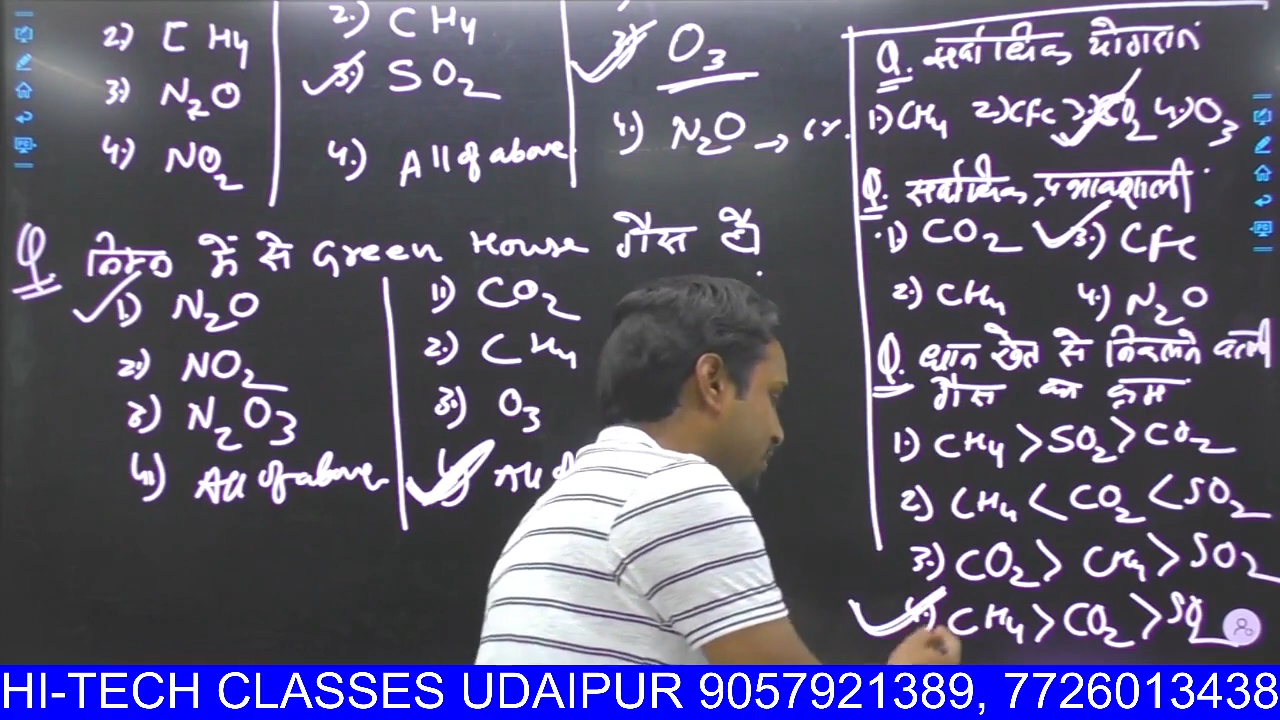 2) CH4
3) N2O
4) NO2
2.) CH4
3.) SO2
4.) All of above
3) O3
4.) N2O →
Q. सर्वाधिक योगदान
1.) CH4 2.) CFC 3.) CO2 4.) O3
Q. सर्वाधिक प्रभावशाली
1) CO2 3.) CFC
2.) CH4 4.) N2O
Q. धान खेत से निकलने वाली
गैस का क्रम
1.) CH4 > SO2 > CO2
2.) CH4 < CO2 < SO2
3.) CO2 > CH4 > SO2
4.) CH4 > CO2 > SO2
Q निम्न में से Green House गैस है
1.) N2O
2.) NO2
3.) N2O3
4.) All of above
1) CO2
2.) CH4
3.) O3
4.) All of
HI-TECH CLASSES UDAIPUR 9057921389, 7726013438